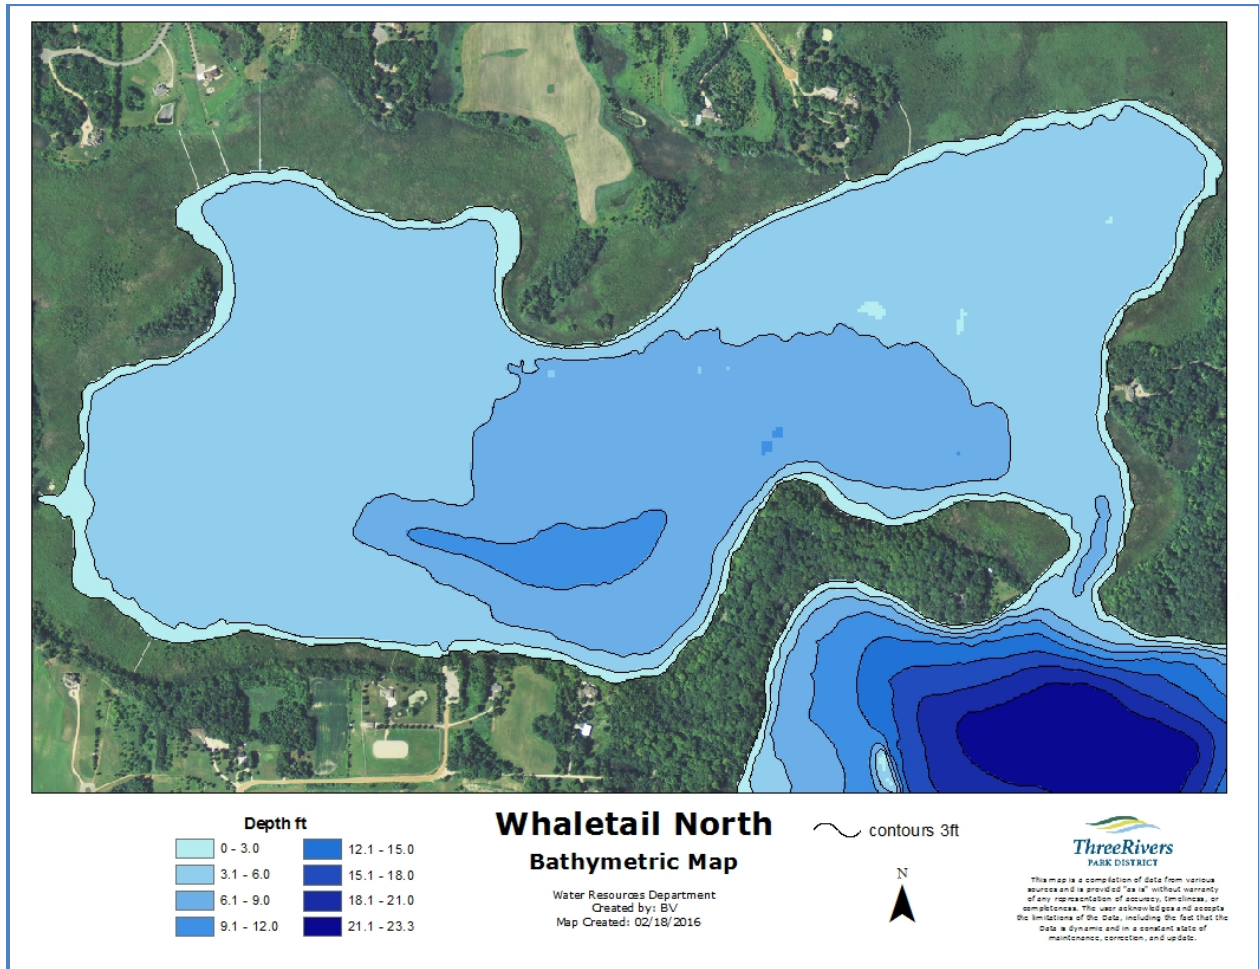 Depth ft
0 - 3.0
3.1 - 6.0
6.1 - 9.0
9.1 - 12.0
12.1 - 15.0
15.1 - 18.0
18.1 - 21.0
21.1 - 23.3
Whaletail North
Bathymetric Map
Water Resources Department
Created by: BV
Map Created: 02/18/2016
contours 3ft
N
ThreeRivers
PARK DISTRICT
This map is a compilation of data from various
sources and is provided "as is" without warranty
of any representation of accuracy, timeliness, or
completeness. The user acknowledges and accepts
the limitations of the Data, including the fact that the
Data is dynamic and in a constant state of
maintenance, correction, and update.